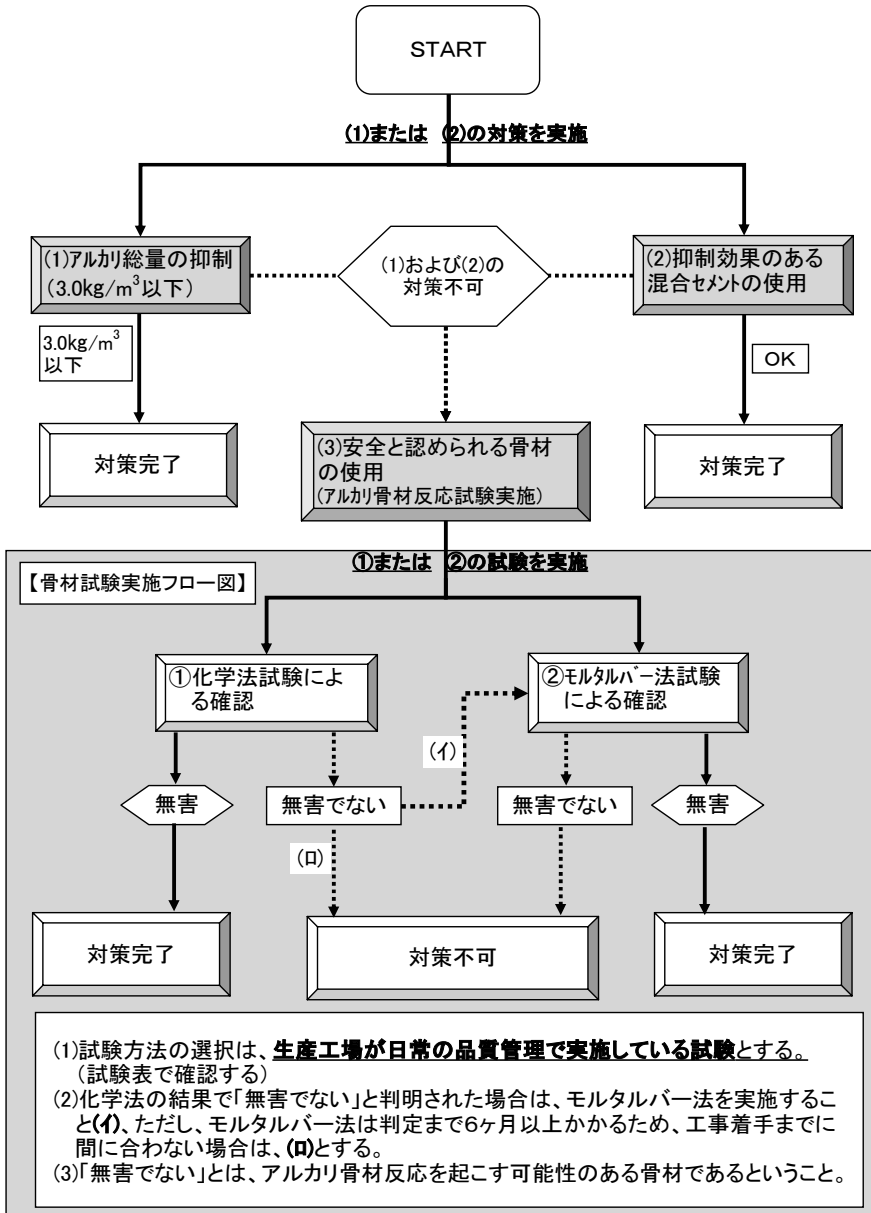 START
(1)または (2)の対策を実施
(1)アルカリ総量の抑制
(3.0kg/m³以下)
(1)および(2)の
対策不可
(2)抑制効果のある
混合セメントの使用
3.0kg/m³
以下
OK
対策完了
(3)安全と認められる骨材
の使用
(アルカリ骨材反応試験実施)
対策完了
①または ②の試験を実施
【骨材試験実施フロー図】
①化学法試験によ
る確認
②モルタルバー法試験
による確認
(イ)
無害
無害でない
無害でない
無害
(ロ)
対策完了
対策不可
対策完了
(1)試験方法の選択は、生産工場が日常の品質管理で実施している試験とする。
(試験表で確認する)
(2)化学法の結果で「無害でない」と判明された場合は、モルタルバー法を実施するこ
と(イ)、ただし、モルタルバー法は判定まで6ヶ月以上かかるため、工事着手までに
間に合わない場合は、(ロ)とする。
(3)「無害でない」とは、アルカリ骨材反応を起こす可能性のある骨材であるということ。